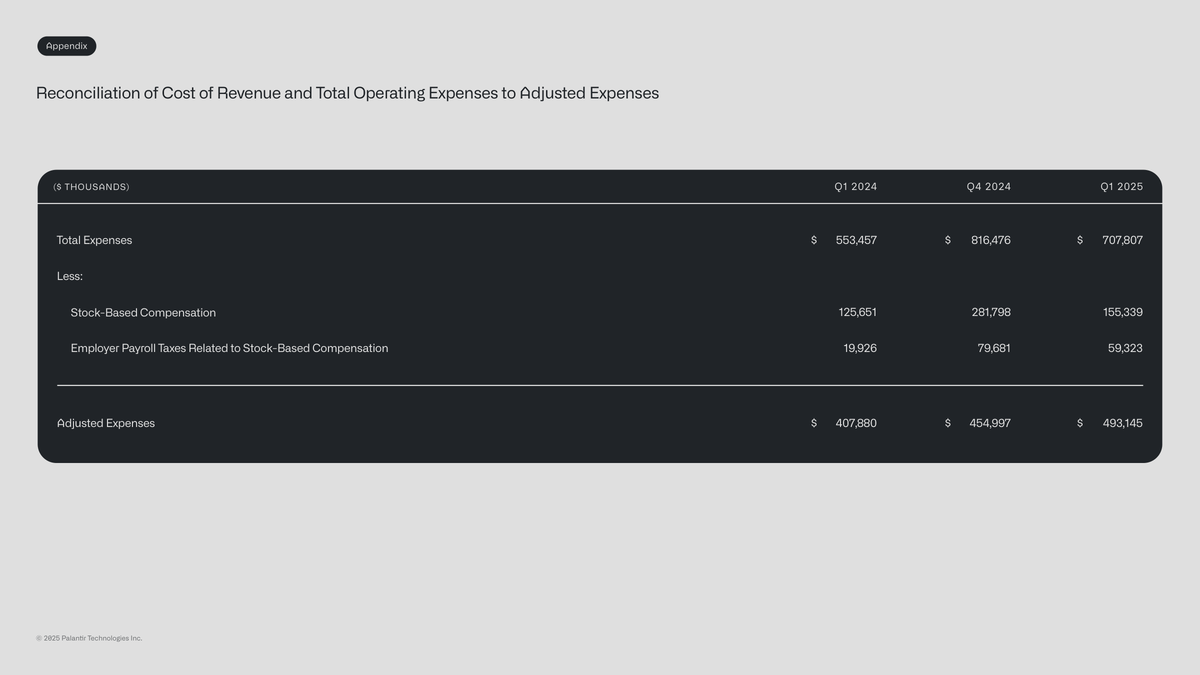 Appendix
Reconciliation of Cost of Revenue and Total Operating Expenses to Adjusted Expenses
($ THOUSANDS) Q1 2024 Q4 2024 Q1 2025
Total Expenses $ 553,457 $ 816,476 $ 707,807
Less:
Stock-Based Compensation 125,651 281,798 155,339
Employer Payroll Taxes Related to Stock-Based Compensation 19,926 79,681 59,323
Adjusted Expenses $ 407,880 $ 454,997 $ 493,145
© 2025 Palantir Technologies Inc.